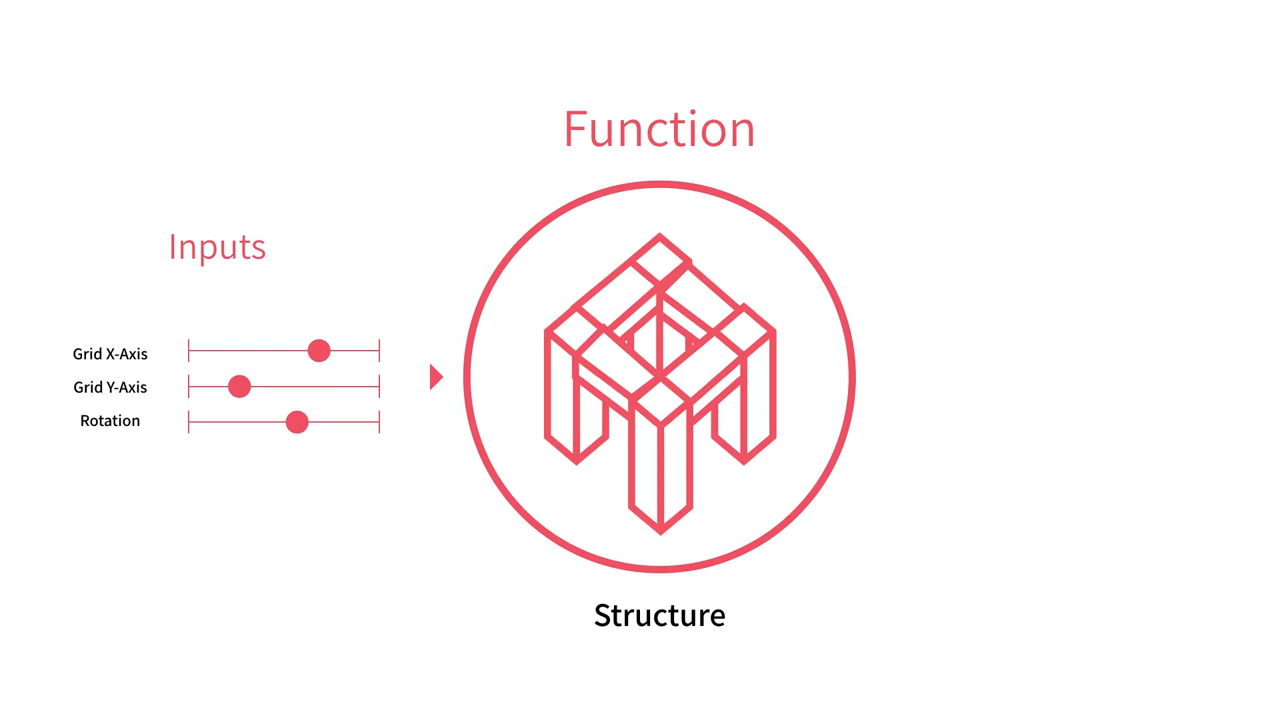 Function
Inputs
Grid X-Axis
Grid Y-Axis
Rotation
Structure